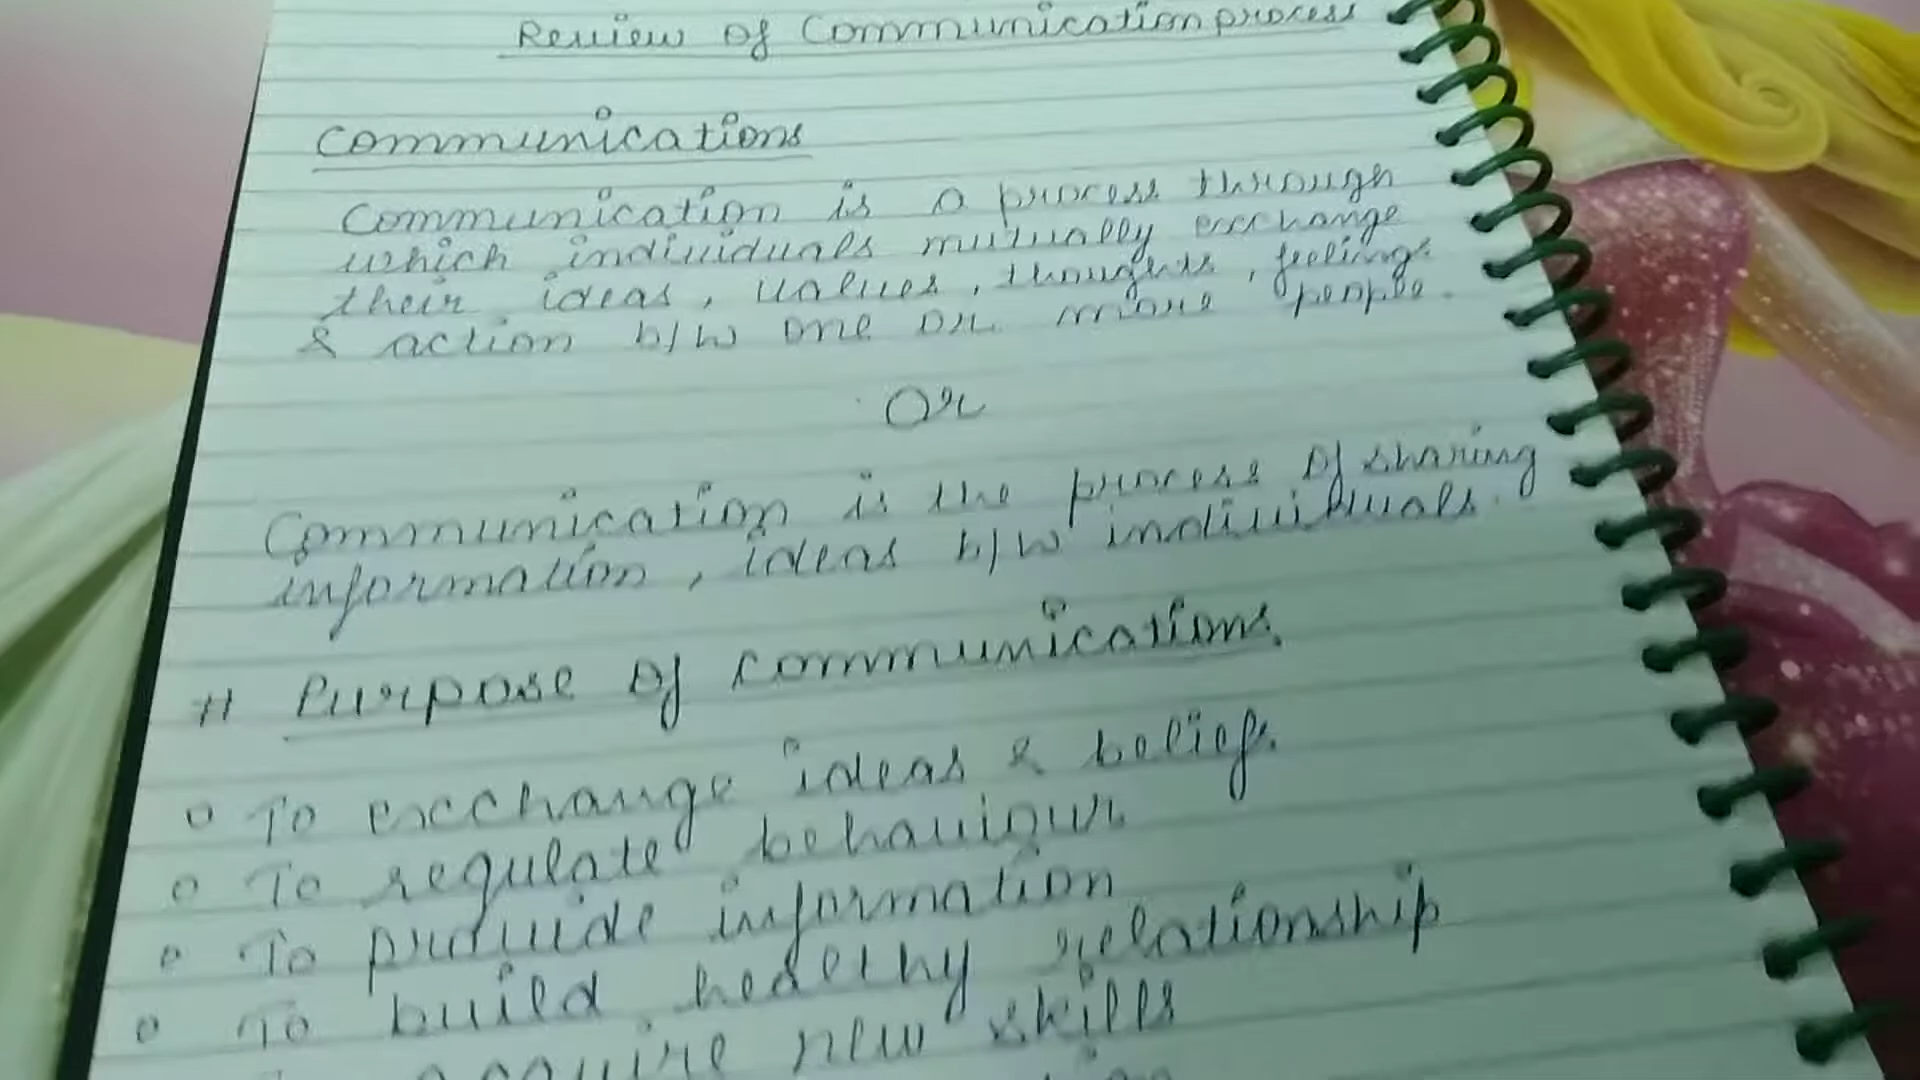 Review of Communication process
Communications
Communication is a process through
which individuals mutually exchange
their ideas, values, thoughts, feelings
& action b/w one or more people.
Or
Communication is the process of sharing
information, ideas b/w individuals.
# Purpose of communications.
o To exchange ideas & belief.
o To regulate behaviour
o To provide information
o To build healthy relationship
acquire new skills